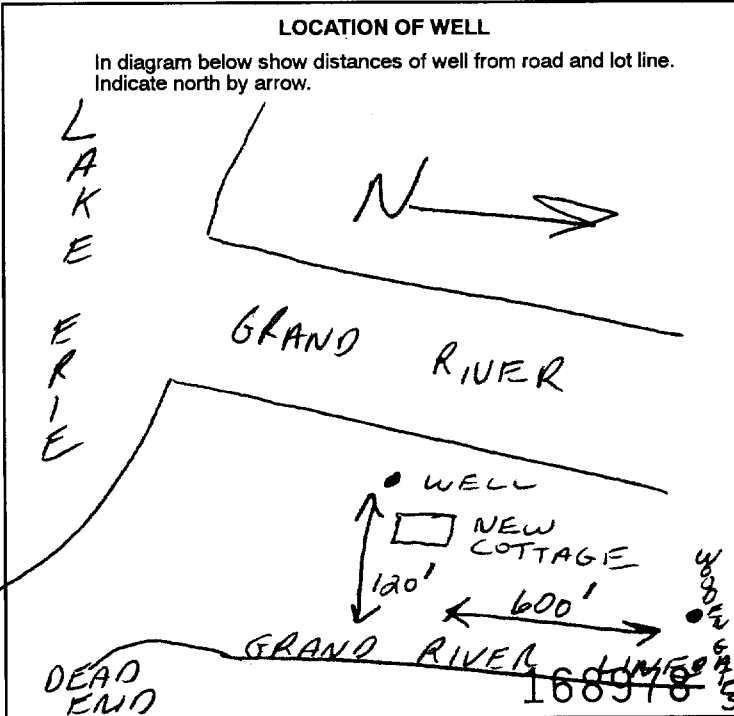 LOCATION OF WELL
In diagram below show distances of well from road and lot line.
Indicate north by arrow.
LAKE ERIE
N
GRAND RIVER
WELL
NEW
COTTAGE
120'
600'
GRAND RIVER
DEAD
END
168978